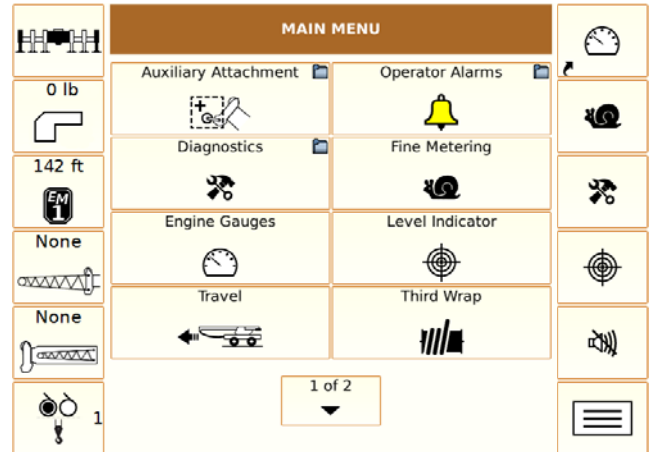 MAIN MENU
0 lb
142 ft
EM
1
None
None
1
Auxiliary Attachment
Operator Alarms
Diagnostics
Fine Metering
Engine Gauges
Level Indicator
Travel
Third Wrap
1 of 2